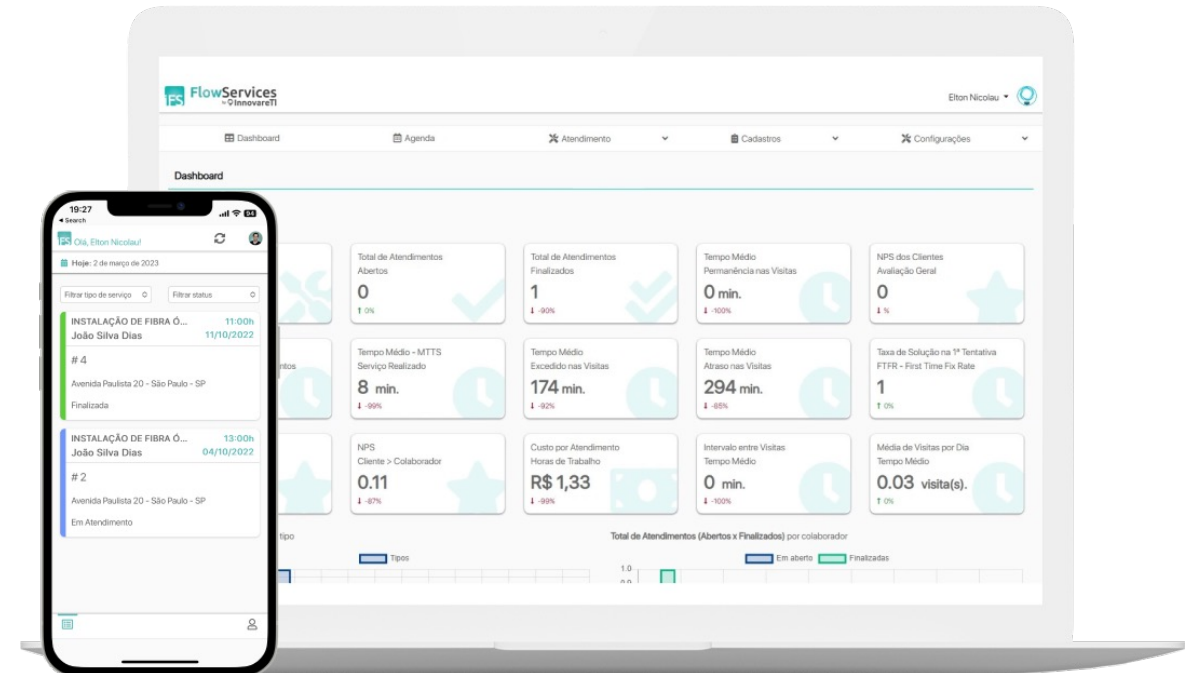 FlowServices
by InnovareTI
Elton Nicolau
Dashboard
Agenda
Atendimento
Cadastros
Configurações
Dashboard
Total de Atendimentos
Abertos
0
0%
Total de Atendimentos
Finalizados
1
-90%
Tempo Médio
Permanência nas Visitas
0 min.
-100%
NPS dos Clientes
Avaliação Geral
0
%
ntos
Tempo Médio - MTTS
Serviço Realizado
8 min.
-99%
Tempo Médio
Excedido nas Visitas
174 min.
-92%
Tempo Médio
Atraso nas Visitas
294 min.
-85%
Taxa de Solução na 1ª Tentativa
FTFR - First Time Fix Rate
1
0%
NPS
Cliente > Colaborador
0.11
-87%
Custo por Atendimento
Horas de Trabalho
R$ 1,33
-99%
Intervalo entre Visitas
Tempo Médio
0 min.
-100%
Média de Visitas por Dia
Tempo Médio
0.03 visita(s).
0%
tipo
Tipos
Total de Atendimentos (Abertos x Finalizados) por colaborador
Em aberto
Finalizadas
1.0
0.9
19:27
Search
94
FS
Olá, Elton Nicolau!
Hoje: 2 de março de 2023
Filtrar tipo de serviço
Filtrar status
INSTALAÇÃO DE FIBRA Ó... 11:00h
João Silva Dias 11/10/2022
# 4
Avenida Paulista 20 - São Paulo - SP
Finalizada
INSTALAÇÃO DE FIBRA Ó... 13:00h
João Silva Dias 04/10/2022
# 2
Avenida Paulista 20 - São Paulo - SP
Em Atendimento